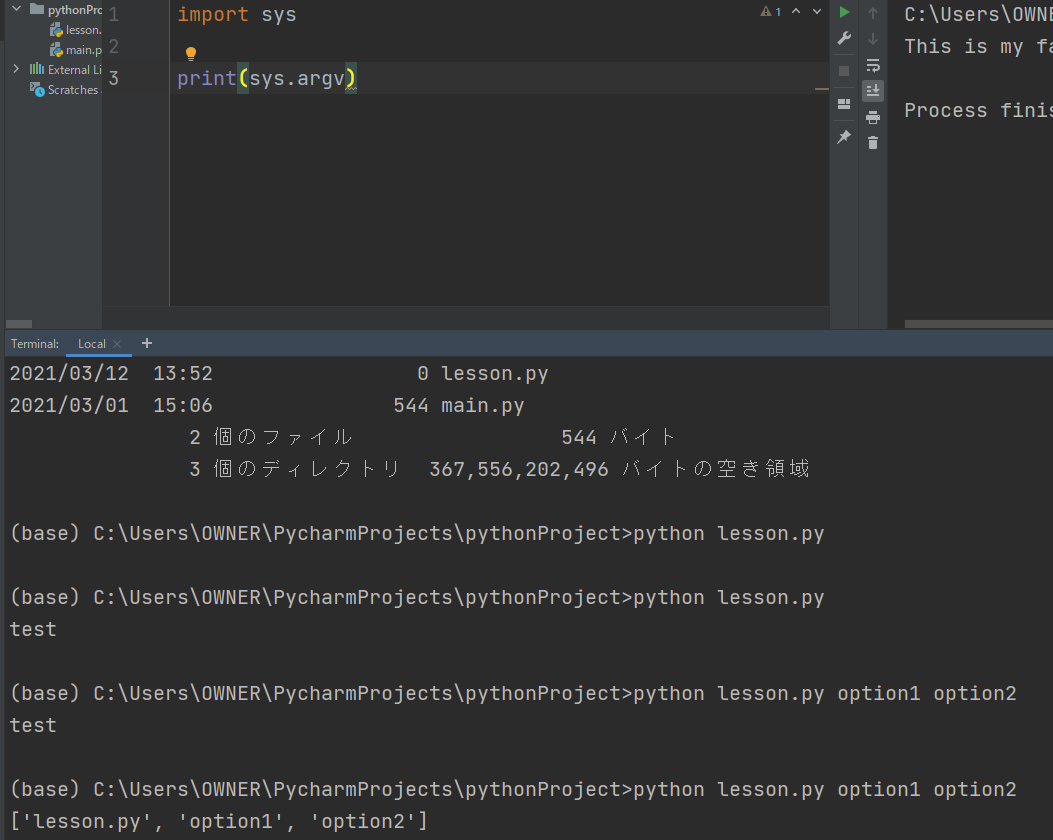 pythonPro
lesson.
main.p
External Li
Scratches
1 import sys
2
3 print(sys.argv)
1
C:\Users\OWNE
This is my fa
Process finis
Terminal: Local +
2021/03/12 13:52 0 lesson.py
2021/03/01 15:06 544 main.py
2 個のファイル 544 バイト
3 個のディレクトリ 367,556,202,496 バイトの空き領域
(base) C:\Users\OWNER\PycharmProjects\pythonProject>python lesson.py
(base) C:\Users\OWNER\PycharmProjects\pythonProject>python lesson.py
test
(base) C:\Users\OWNER\PycharmProjects\pythonProject>python lesson.py option1 option2
test
(base) C:\Users\OWNER\PycharmProjects\pythonProject>python lesson.py option1 option2
['lesson.py', 'option1', 'option2']